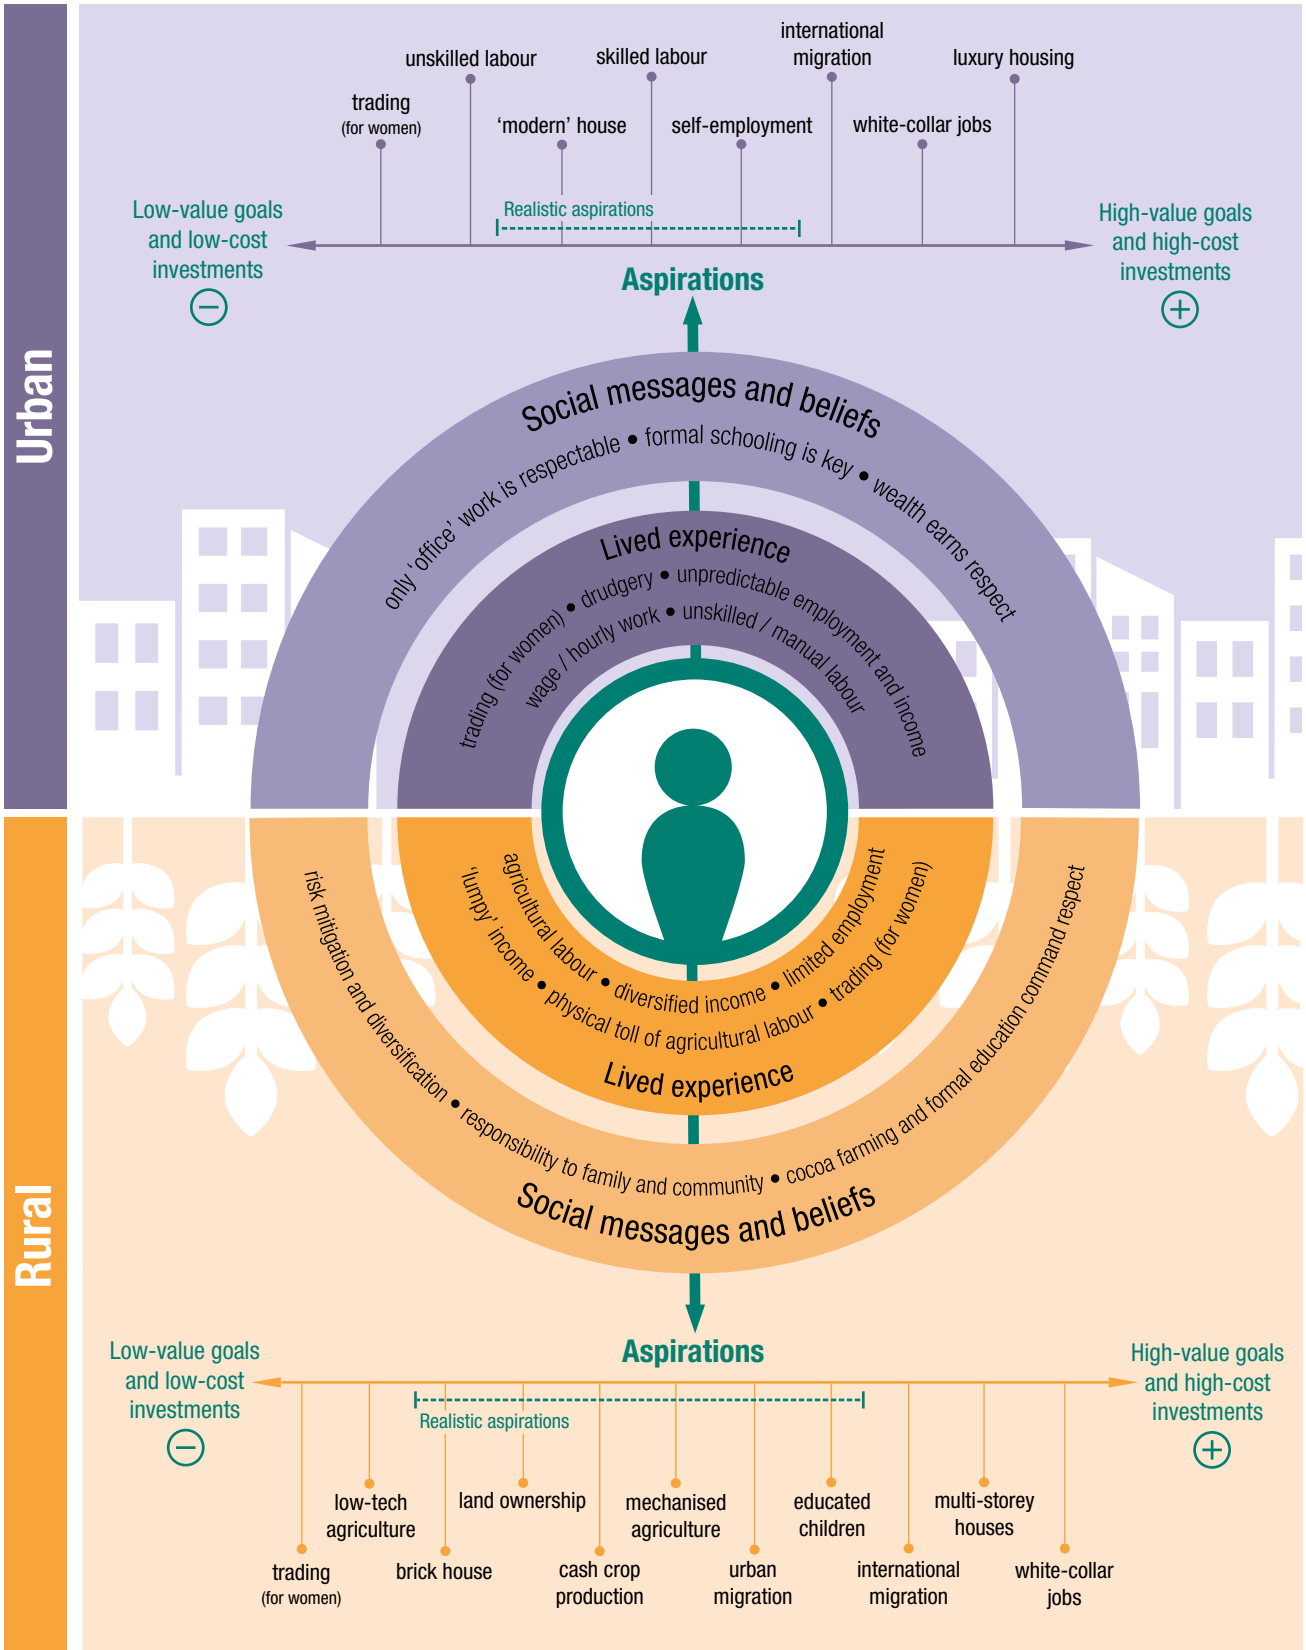 Urban
international
migration
unskilled labour
skilled labour
luxury housing
trading
(for women)
‘modern’ house
self-employment
white-collar jobs
Realistic aspirations
Low-value goals
and low-cost
investments
−
High-value goals
and high-cost
investments
+
Aspirations
Social messages and beliefs
only ‘office’ work is respectable • formal schooling is key • wealth earns respect
Lived experience
trading (for women) • drudgery • unpredictable employment and income
wage / hourly work • unskilled / manual labour
Rural
agricultural labour • diversified income • limited employment
‘lumpy’ income • physical toll of agricultural labour • trading (for women)
Lived experience
risk mitigation and diversification • responsibility to family and community • cocoa farming and formal education command respect
Social messages and beliefs
Aspirations
Low-value goals
and low-cost
investments
−
High-value goals
and high-cost
investments
+
Realistic aspirations
low-tech
agriculture
land ownership
mechanised
agriculture
educated
children
multi-storey
houses
trading
(for women)
brick house
cash crop
production
urban
migration
international
migration
white-collar
jobs